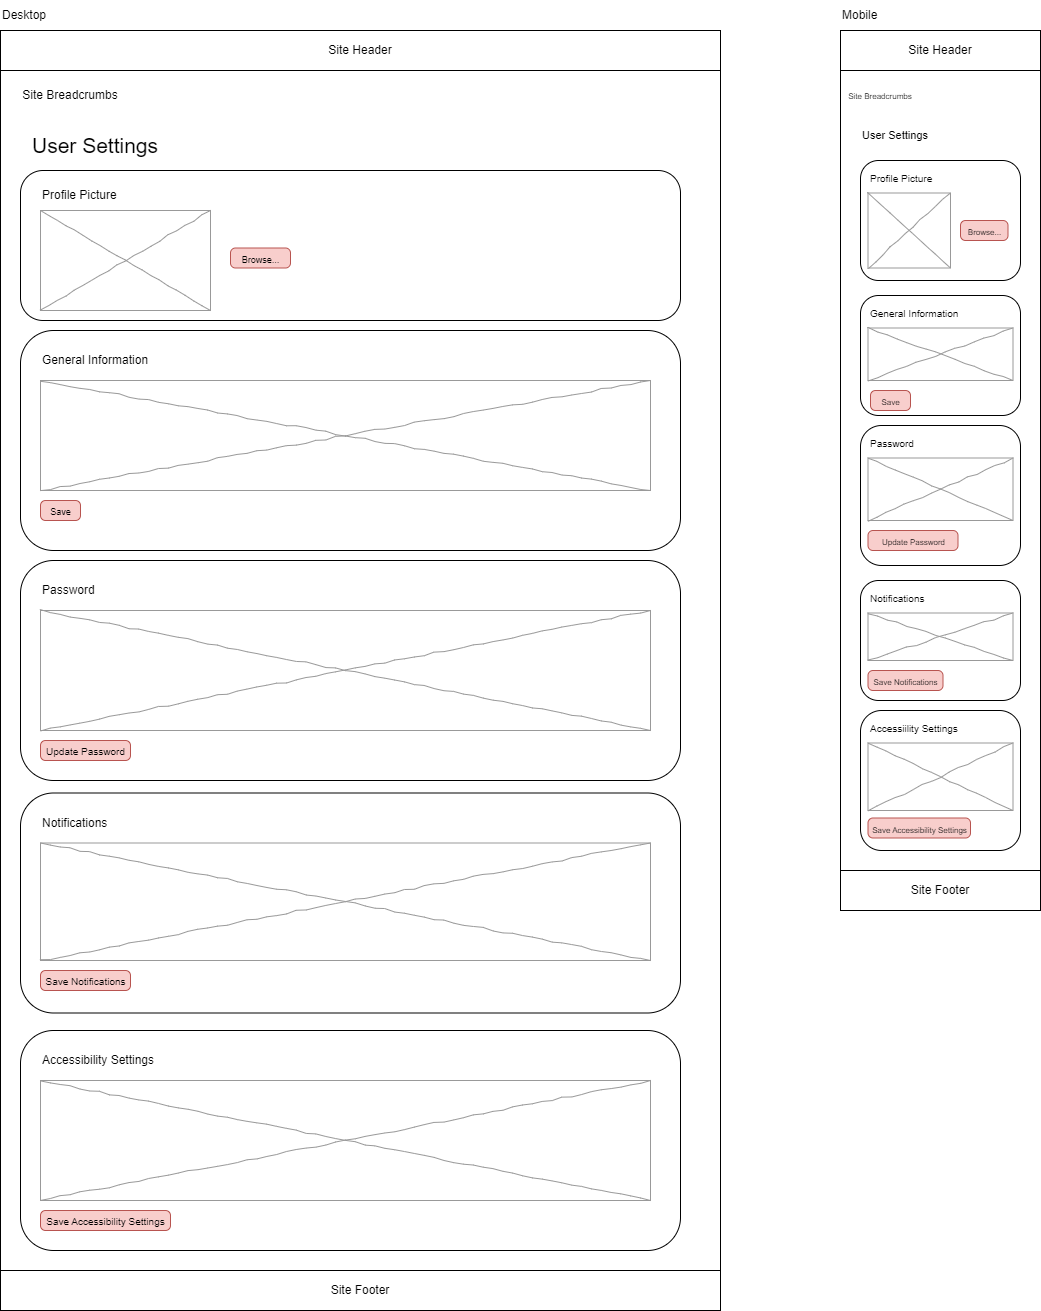 Desktop
Site Header
Site Breadcrumbs
User Settings
Profile Picture
Browse...
General Information
Save
Password
Update Password
Notifications
Save Notifications
Accessibility Settings
Save Accessibility Settings
Site Footer
Mobile
Site Header
Site Breadcrumbs
User Settings
Profile Picture
Browse...
General Information
Save
Password
Update Password
Notifications
Save Notifications
Accessiility Settings
Save Accessibility Settings
Site Footer